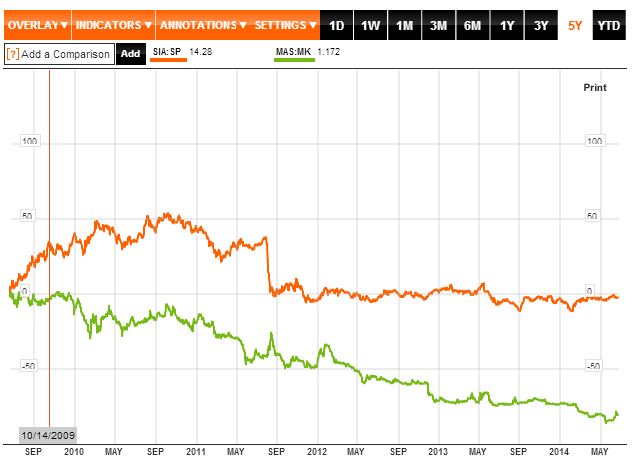 OVERLAY ▾ INDICATORS ▾ ANNOTATIONS ▾ SETTINGS ▾ 1D 1W 1M 3M 6M 1Y 3Y 5Y YTD
[?] Add a Comparison Add SIA:SP 14.28 MAS:MK 1.172
Print
100 100
50 50
0 0
-50 -50
10/14/2009
SEP 2010 MAY SEP 2011 MAY SEP 2012 MAY SEP 2013 MAY SEP 2014 MAY